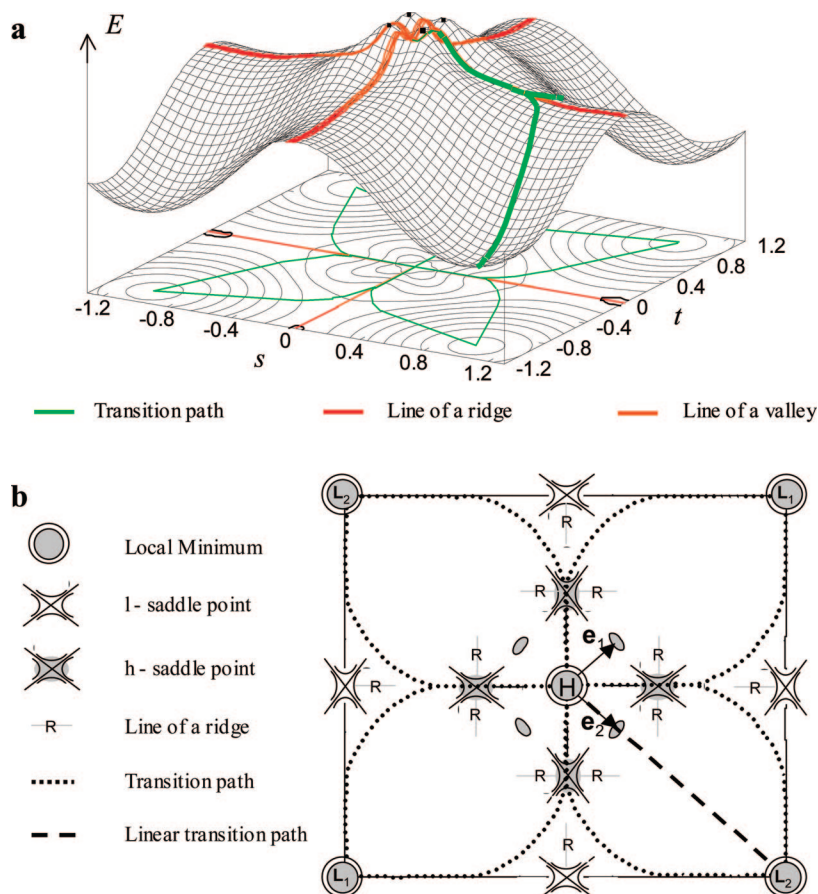 a
E
1.2
0.8
0.4
0
-0.4
-0.8
-1.2
t
-1.2
-0.8
-0.4
0
0.4
0.8
1.2
s
Transition path Line of a ridge Line of a valley
b
Local Minimum
l - saddle point
h - saddle point
R Line of a ridge
Transition path
Linear transition path
L2 L1
R
R R
R e1 R
R H R
R e2 R
R R
R
L1 L2